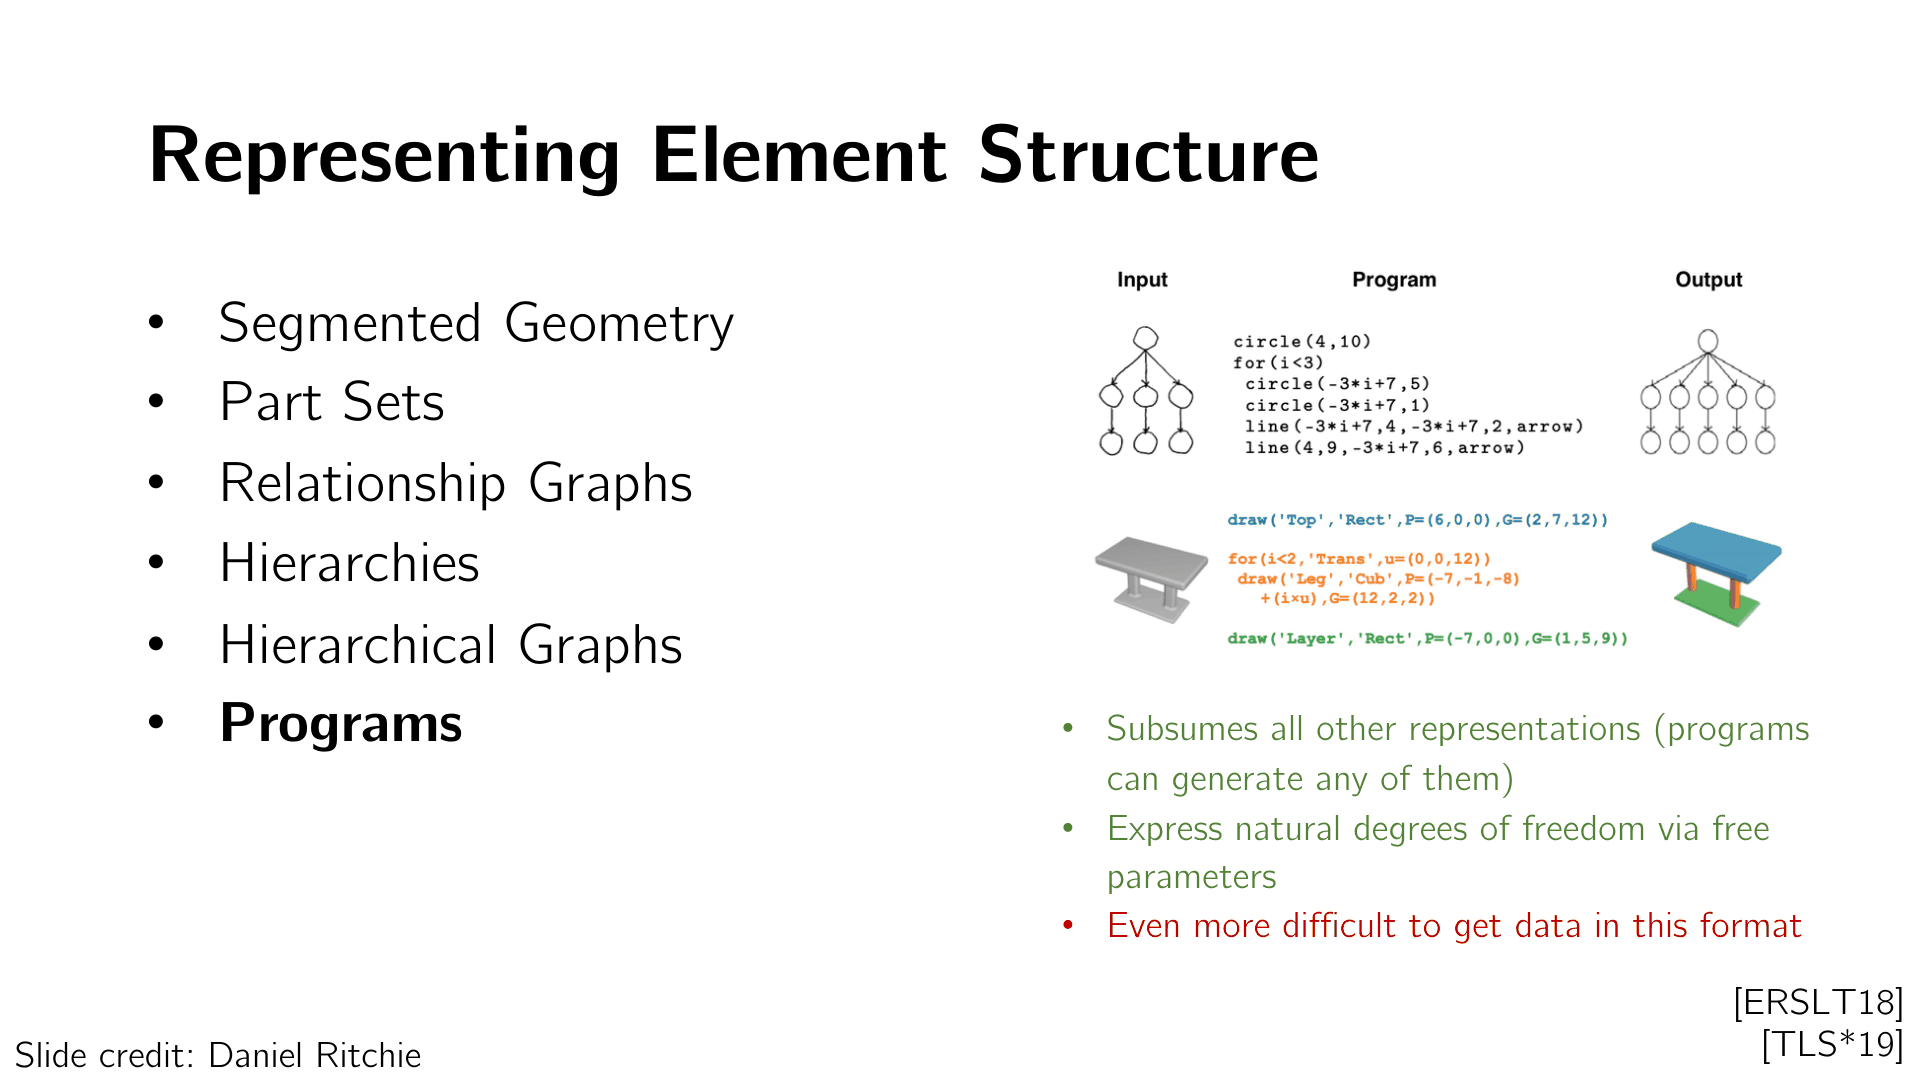 Representing Element Structure
• Segmented Geometry
• Part Sets
• Relationship Graphs
• Hierarchies
• Hierarchical Graphs
• Programs
Input Program Output
circle(4,10)
for(i<3)
circle(-3*i+7,5)
circle(-3*i+7,1)
line(-3*i+7,4,-3*i+7,2,arrow)
line(4,9,-3*i+7,6,arrow)
draw('Top','Rect',P=(6,0,0),G=(2,7,12))
for(i<2,'Trans',u=(0,0,12))
draw('Leg','Cub',P=(-7,-1,-8)
+(i×u),G=(12,2,2))
draw('Layer','Rect',P=(-7,0,0),G=(1,5,9))
• Subsumes all other representations (programs
can generate any of them)
• Express natural degrees of freedom via free
parameters
• Even more difficult to get data in this format
[ERSLT18]
[TLS*19]
Slide credit: Daniel Ritchie